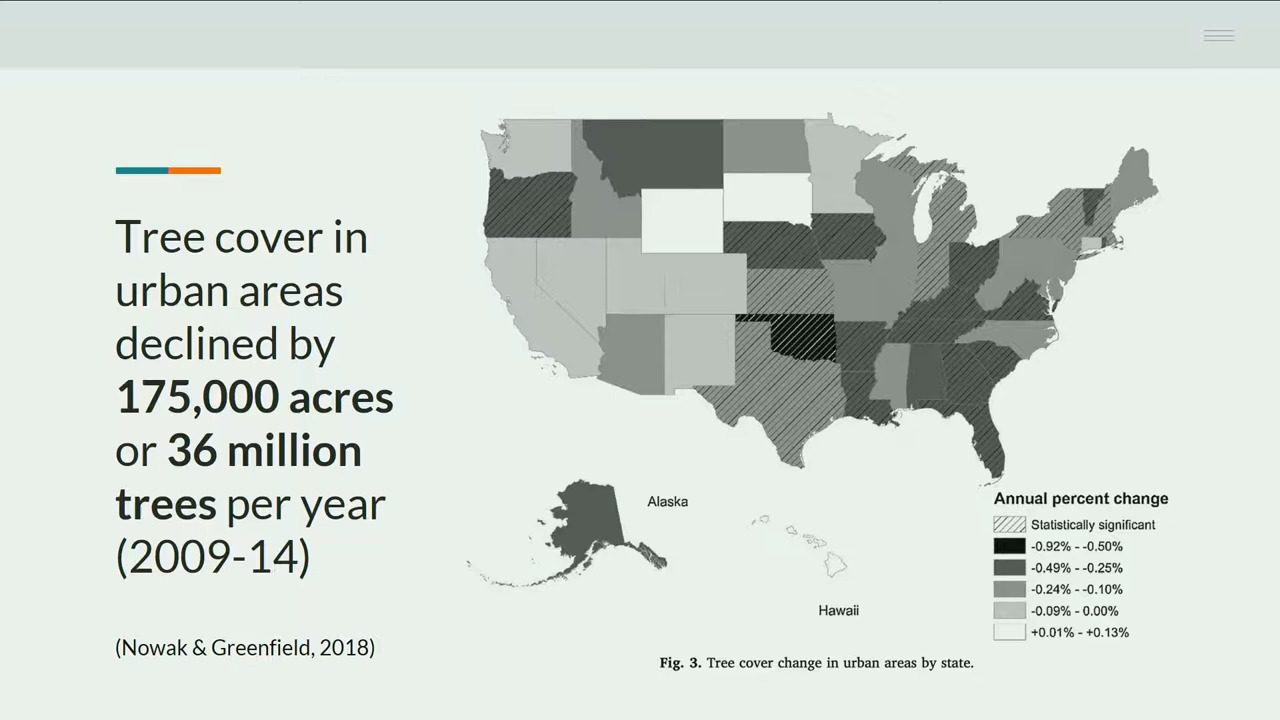 Tree cover in
urban areas
declined by
175,000 acres
or 36 million
trees per year
(2009-14)
(Nowak & Greenfield, 2018)
Alaska
Hawaii
Annual percent change
Statistically significant
-0.92% - -0.50%
-0.49% - -0.25%
-0.24% - -0.10%
-0.09% - 0.00%
+0.01% - +0.13%
Fig. 3. Tree cover change in urban areas by state.